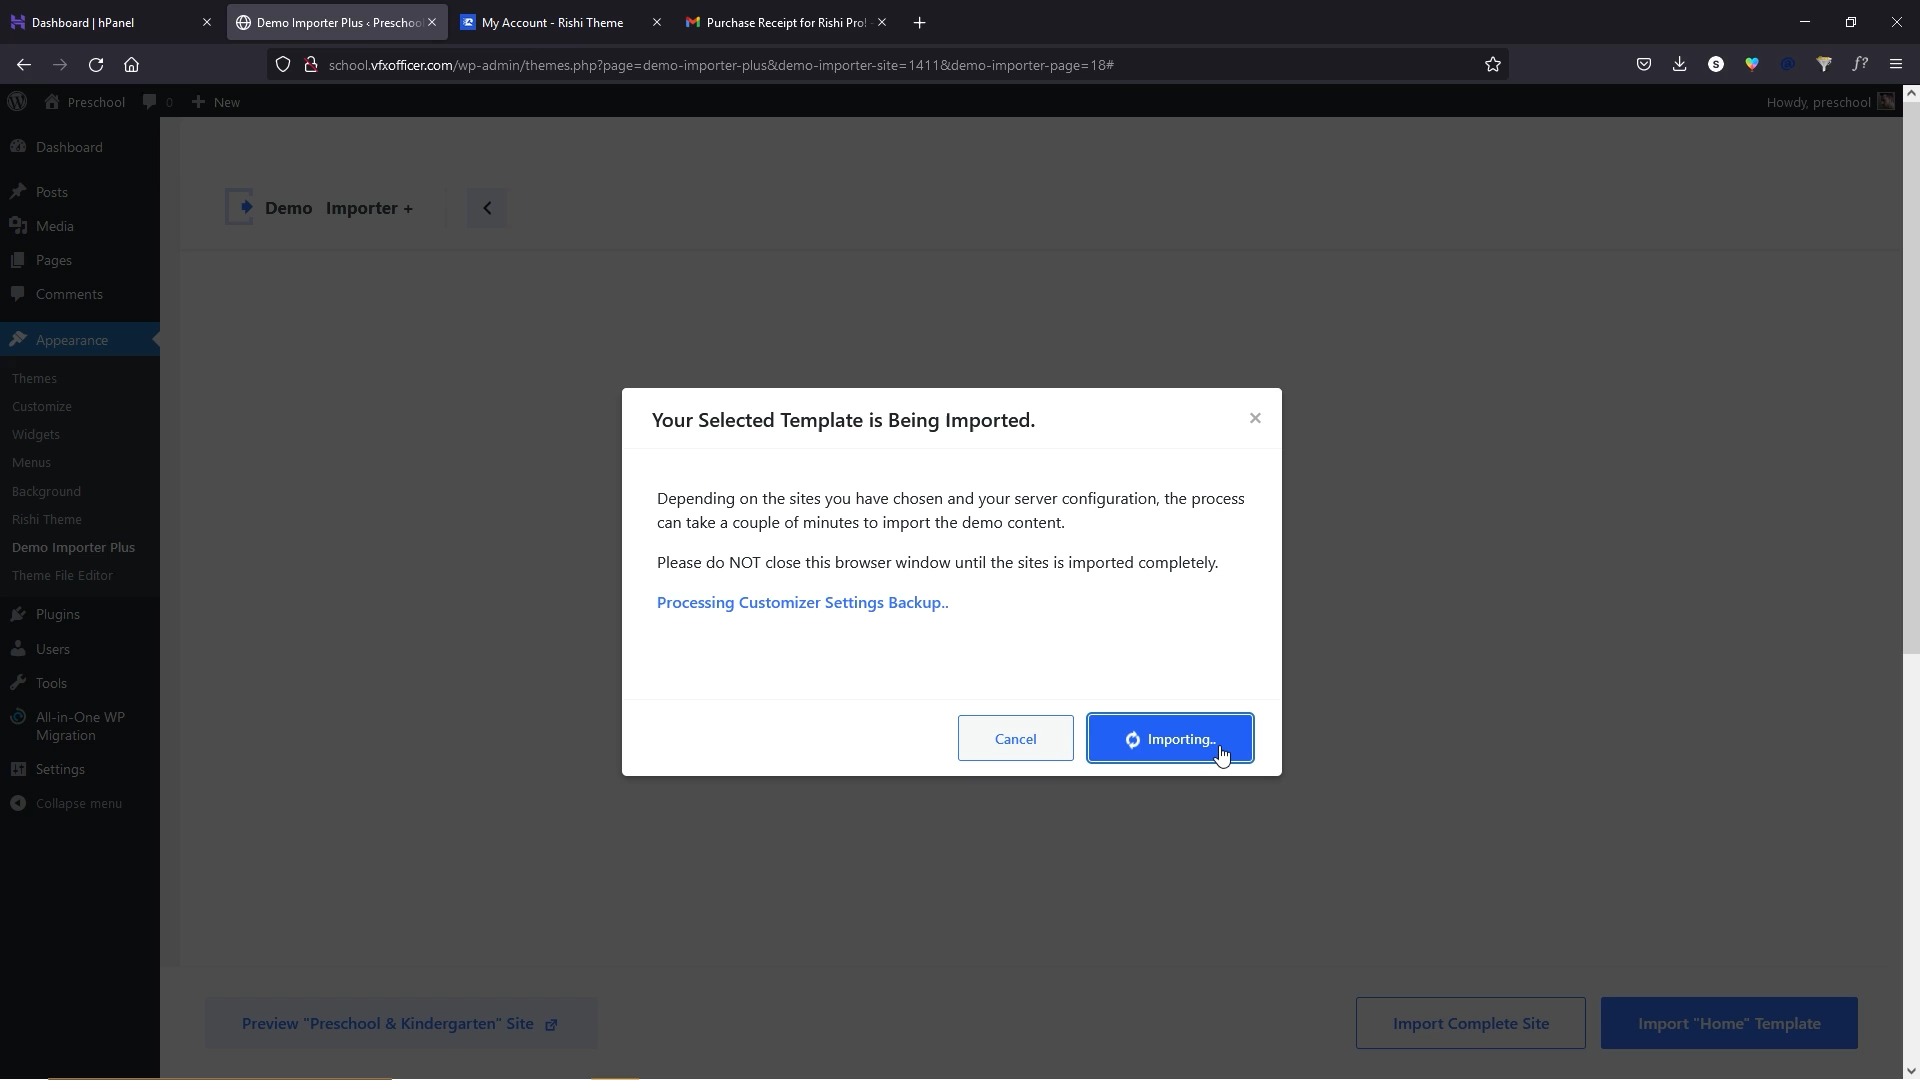 Dashboard | hPanel
Demo Importer Plus ‹ Preschoo
My Account - Rishi Theme
Purchase Receipt for Rishi Pro! -
school.vfxofficer.com/wp-admin/themes.php?page=demo-importer-plus&demo-importer-site=1411&demo-importer-page=18#
Preschool
0
New
Howdy, preschool
Dashboard
Posts
Media
Pages
Comments
Appearance
Themes
Customize
Widgets
Menus
Background
Rishi Theme
Demo Importer Plus
Theme File Editor
Plugins
Users
Tools
All-in-One WP
Migration
Settings
Collapse menu
Demo Importer +
Your Selected Template is Being Imported.
Depending on the sites you have chosen and your server configuration, the process
can take a couple of minutes to import the demo content.
Please do NOT close this browser window until the sites is imported completely.
Processing Customizer Settings Backup..
Cancel
Importing..
Preview "Preschool & Kindergarten" Site
Import Complete Site
Import "Home" Template